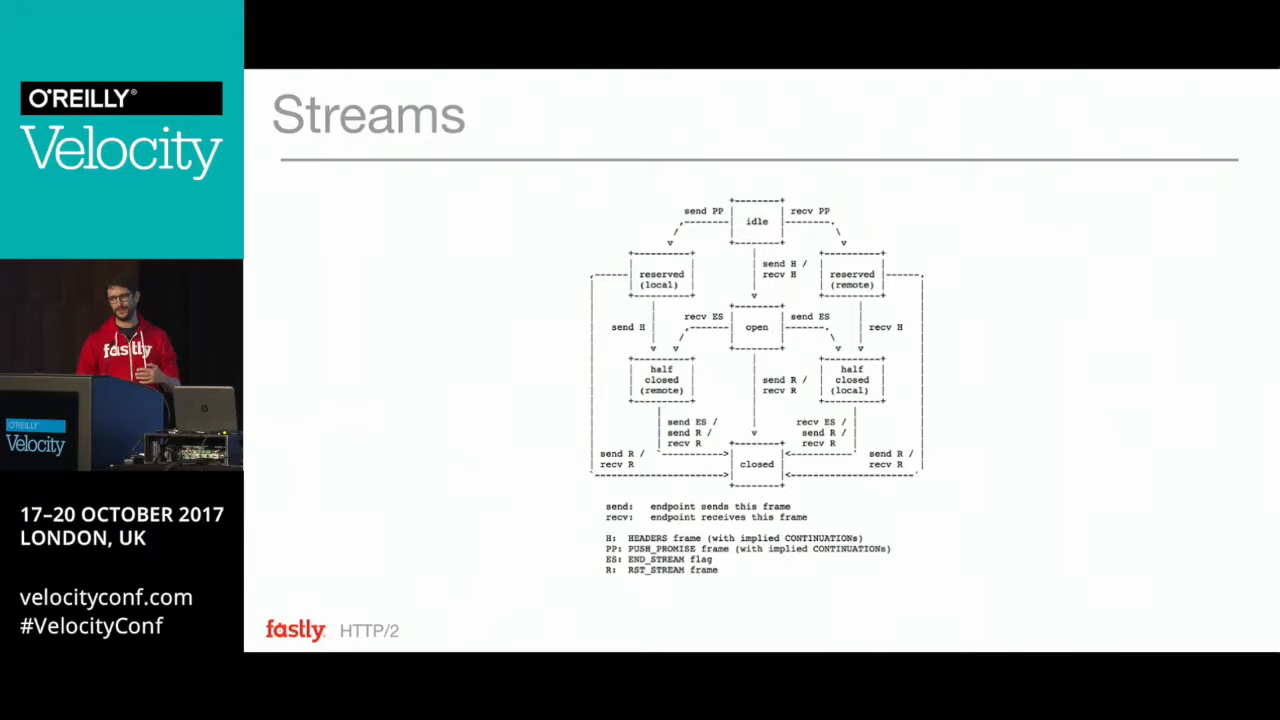 O'REILLY®
Velocity
17–20 OCTOBER 2017
LONDON, UK
velocityconf.com
#VelocityConf
fastly
O'REILLY
Velocity
Streams
send PP
idle
recv PP
reserved
(local)
send H /
recv H
reserved
(remote)
send H
recv ES
open
send ES
recv H
half
closed
(remote)
send R /
recv R
half
closed
(local)
send ES /
send R /
recv R
recv ES /
send R /
recv R
send R /
recv R
closed
send R /
recv R
send: endpoint sends this frame
recv: endpoint receives this frame
H: HEADERS frame (with implied CONTINUATIONs)
PP: PUSH_PROMISE frame (with implied CONTINUATIONs)
ES: END_STREAM flag
R: RST_STREAM frame
fastly HTTP/2